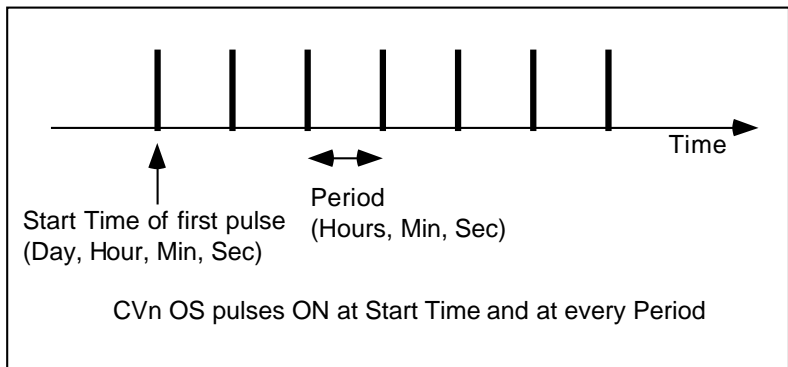 Time
Start Time of first pulse
(Day, Hour, Min, Sec)
Period
(Hours, Min, Sec)
CVn OS pulses ON at Start Time and at every Period